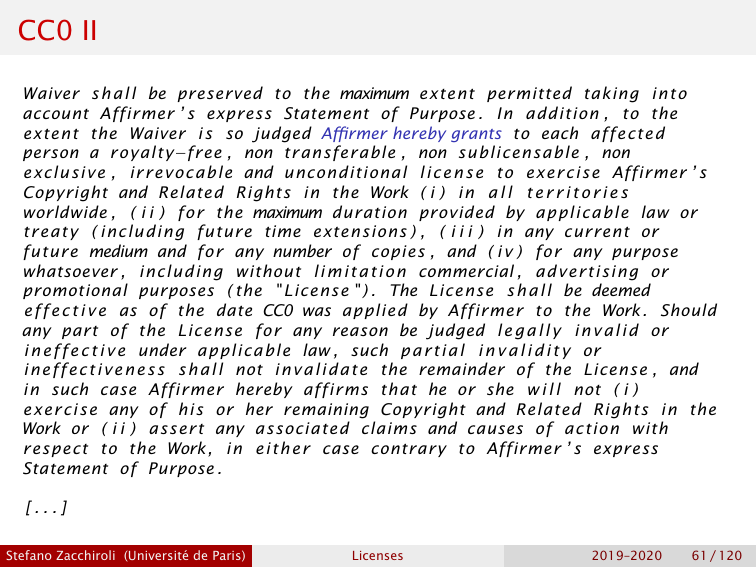 CC0 II
Waiver shall be preserved to the maximum extent permitted taking into
account Affirmer's express Statement of Purpose. In addition, to the
extent the Waiver is so judged Affirmer hereby grants to each affected
person a royalty−free, non transferable, non sublicensable, non
exclusive, irrevocable and unconditional license to exercise Affirmer's
Copyright and Related Rights in the Work (i) in all territories
worldwide, (ii) for the maximum duration provided by applicable law or
treaty (including future time extensions), (iii) in any current or
future medium and for any number of copies, and (iv) for any purpose
whatsoever, including without limitation commercial, advertising or
promotional purposes (the "License"). The License shall be deemed
effective as of the date CC0 was applied by Affirmer to the Work. Should
any part of the License for any reason be judged legally invalid or
ineffective under applicable law, such partial invalidity or
ineffectiveness shall not invalidate the remainder of the License, and
in such case Affirmer hereby affirms that he or she will not (i)
exercise any of his or her remaining Copyright and Related Rights in the
Work or (ii) assert any associated claims and causes of action with
respect to the Work, in either case contrary to Affirmer's express
Statement of Purpose.
[...]
Stefano Zacchiroli (Université de Paris) Licenses 2019–2020 61 / 120